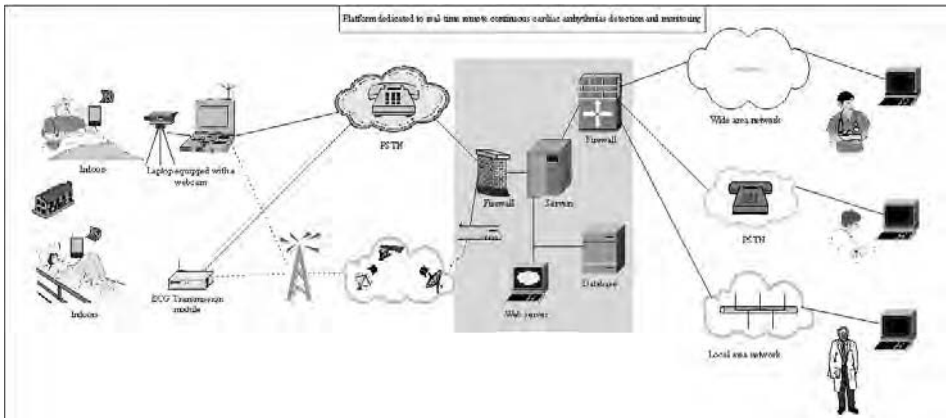 Platform dedicated to real-time remote continuous cardiac arrhythmias detection and monitoring
Indoors
Laptop equipped with a
webcam
PSTN
Firewall
Wide area network
Firewall
Servers
PSTN
Indoors
ECG Transmission
module
Web server
Database
Local area network